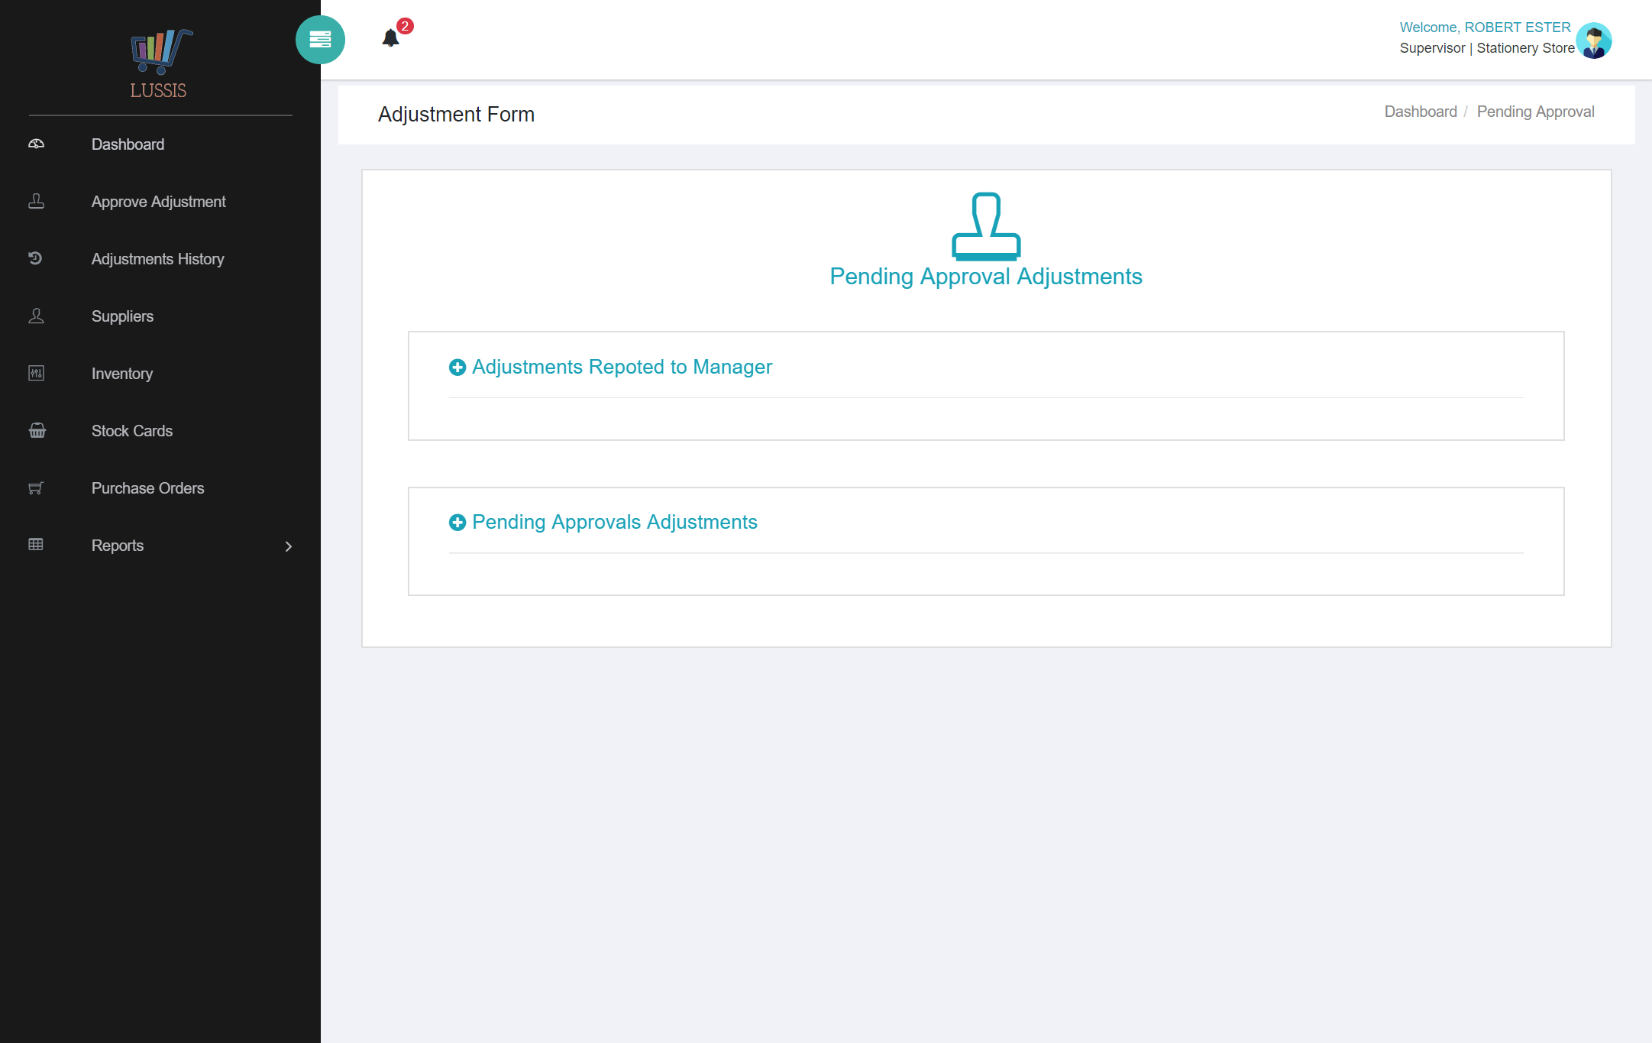 LUSSIS
Dashboard
Approve Adjustment
Adjustments History
Suppliers
Inventory
Stock Cards
Purchase Orders
Reports
2
Welcome, ROBERT ESTER
Supervisor | Stationery Store
Adjustment Form
Dashboard / Pending Approval
Pending Approval Adjustments
Adjustments Repoted to Manager
Pending Approvals Adjustments